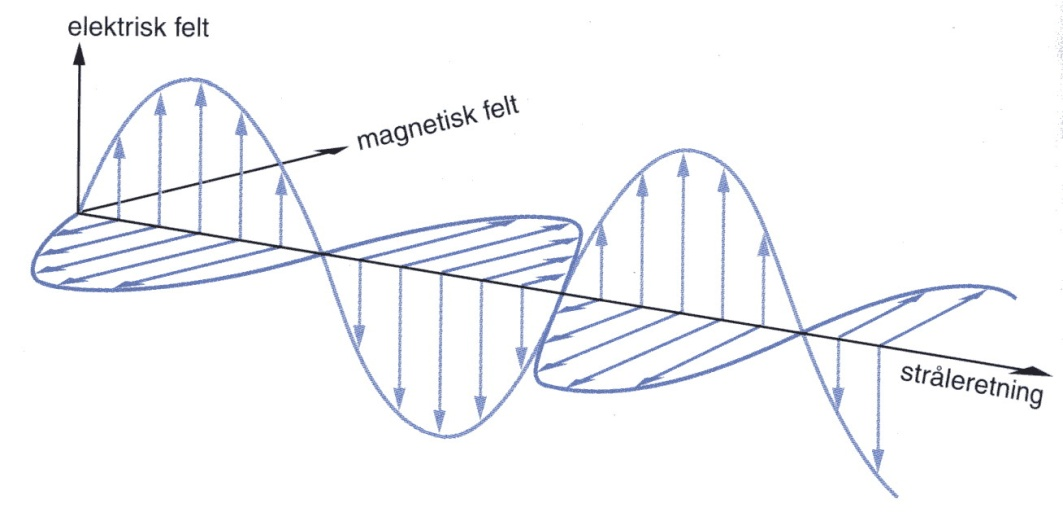 elektrisk felt
magnetisk felt
stråleretning